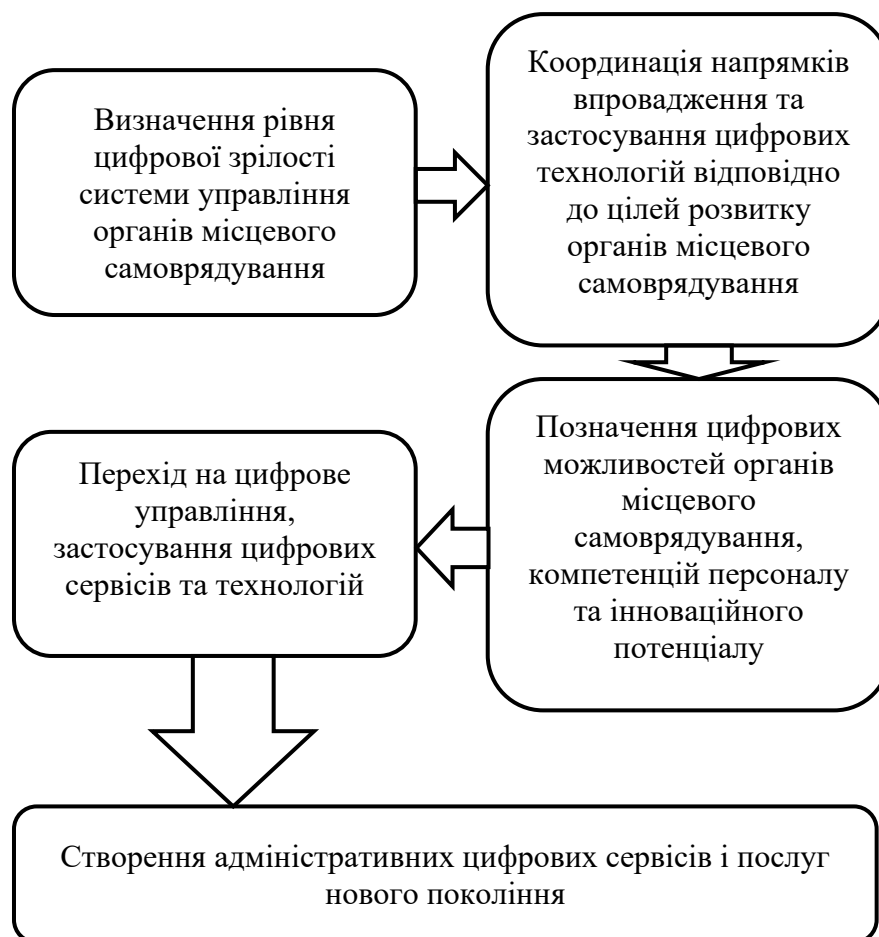 Визначення рівня
цифрової зрілості
системи управління
органів місцевого
самоврядування
Координація напрямків
впровадження та
застосування цифрових
технологій відповідно
до цілей розвитку
органів місцевого
самоврядування
Позначення цифрових
можливостей органів
місцевого
самоврядування,
компетенцій персоналу
та інноваційного
потенціалу
Перехід на цифрове
управління,
застосування цифрових
сервісів та технологій
Створення адміністративних цифрових сервісів і послуг
нового покоління